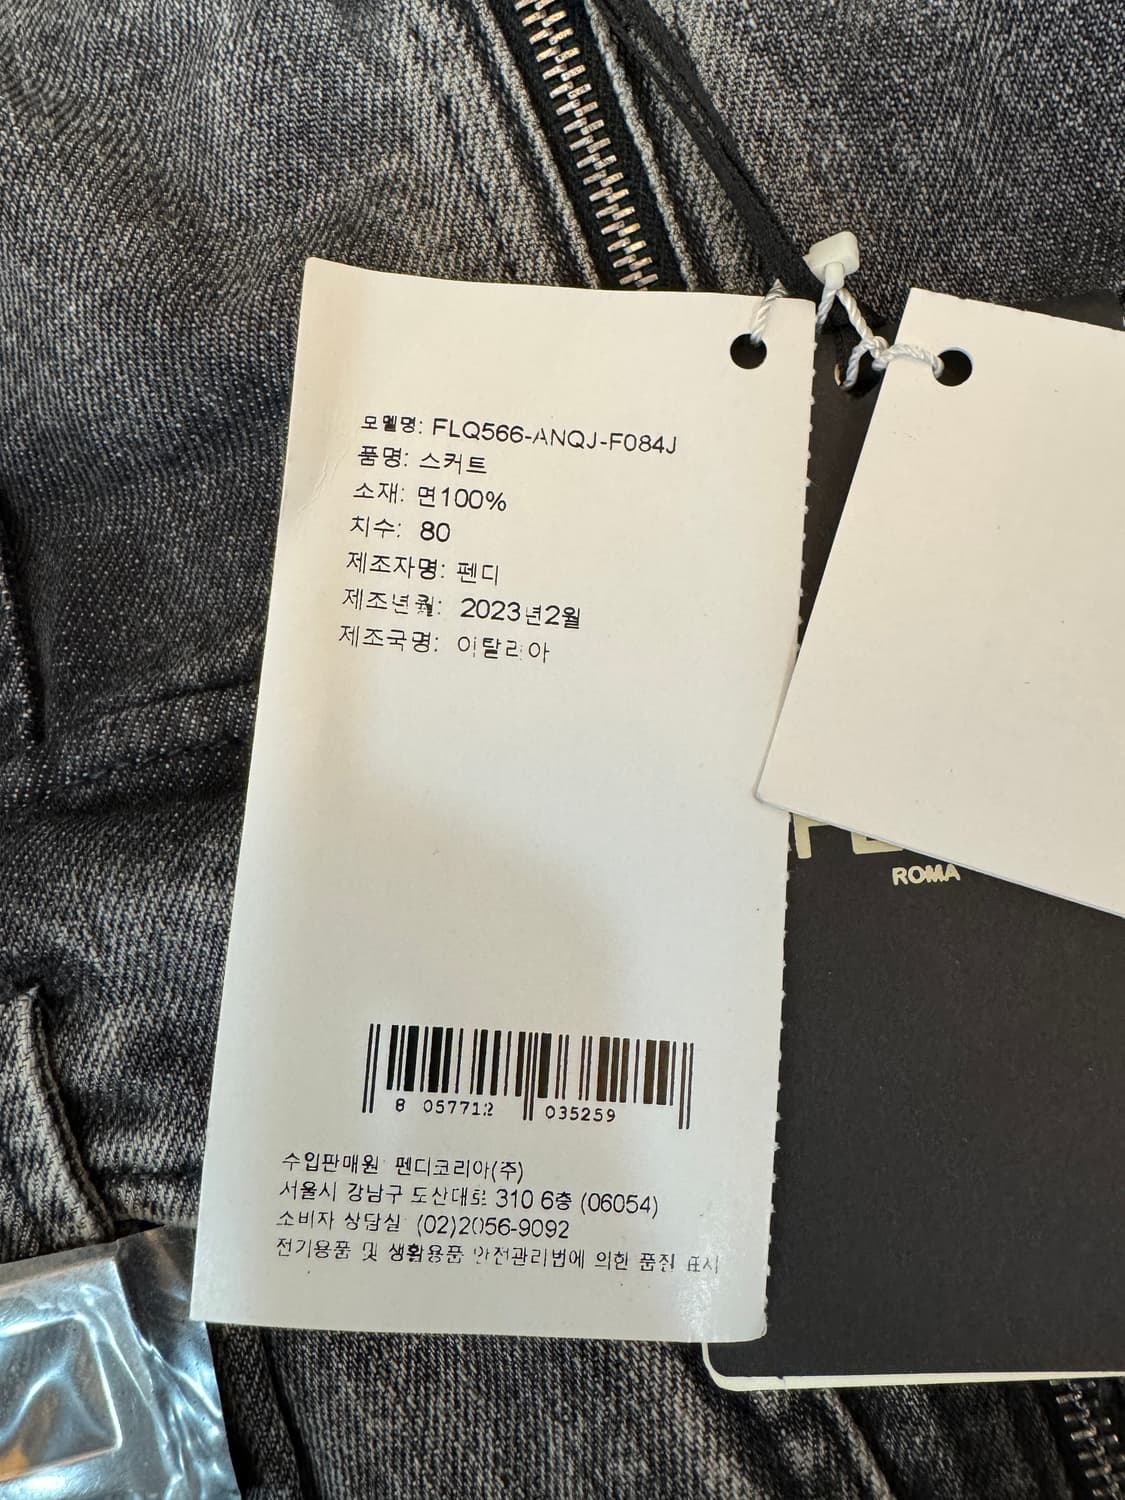 모델명: FLQ566-ANQJ-F084J
품명: 스커트
소재: 면100%
치수: 80
제조자명: 펜디
제조년월: 2023년2월
제조국명: 이탈리아
ROMA
8 057712 035259
수입판매원 펜디코리아(주)
서울시 강남구 도산대로 310 6층 (06054)
소비자 상담실 (02)2056-9092
전기용품 및 생활용품 안전관리법에 의한 품질 표시